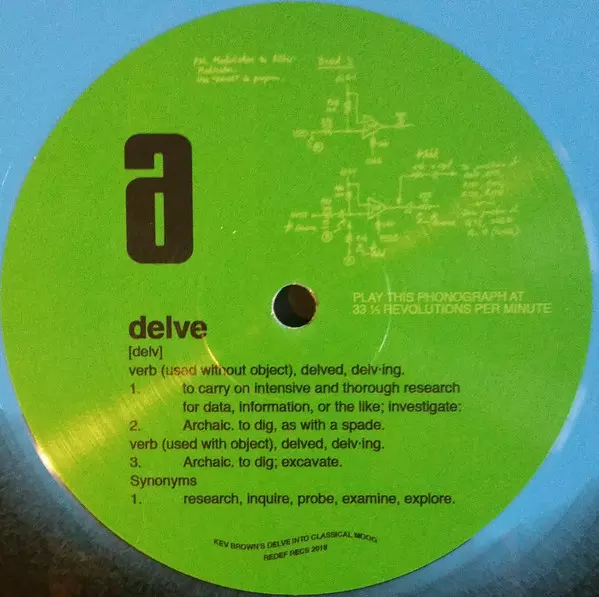 a
PLAY THIS PHONOGRAPH AT
33 ⅓ REVOLUTIONS PER MINUTE
delve
[delv]
verb (used without object), delved, delv·ing.
1. to carry on intensive and thorough research
for data, information, or the like; investigate:
2. Archaic. to dig, as with a spade.
verb (used with object), delved, delv·ing.
3. Archaic. to dig; excavate.
Synonyms
1. research, inquire, probe, examine, explore.
KEV BROWN'S DELVE INTO CLASSICAL MOOG
REDEF RECS 2018